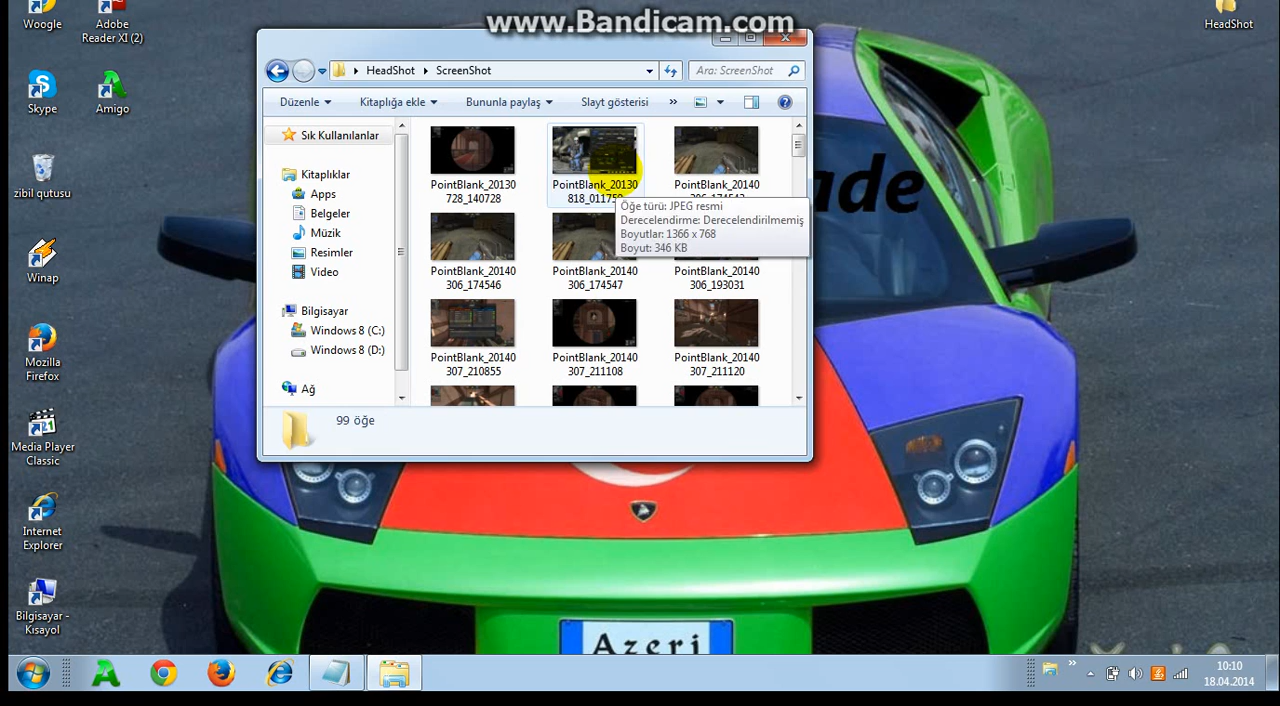 www.Bandicam.com
Woogle
Adobe
Reader XI (2)
HeadShot
Skype
Amigo
zibil qutusu
Winap
Mozilla
Firefox
Media Player
Classic
Internet
Explorer
Bilgisayar -
Kısayol
HeadShot
ScreenShot
Ara: ScreenShot
Düzenle
Kitaplığa ekle
Bununla paylaş
Slayt gösterisi
»
Sık Kullanılanlar
Kitaplıklar
Apps
Belgeler
Müzik
Resimler
Video
Bilgisayar
Windows 8 (C:)
Windows 8 (D:)
Ağ
PointBlank_20130
728_140728
PointBlank_20130
PointBlank_20140
Öğe türü: JPEG resmi
Derecelendirme: Derecelendirilmemiş
Boyutlar: 1366 x 768
Boyut: 346 KB
PointBlank_20140
306_174546
PointBlank_20140
306_174547
PointBlank_20140
306_193031
PointBlank_20140
307_210855
PointBlank_20140
307_211108
PointBlank_20140
307_211120
99 öğe
ade
Azeri
10:10
18.04.2014